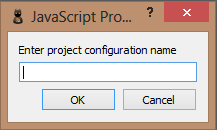 JavaScript Pro... ?
Enter project configuration name
OK Cancel